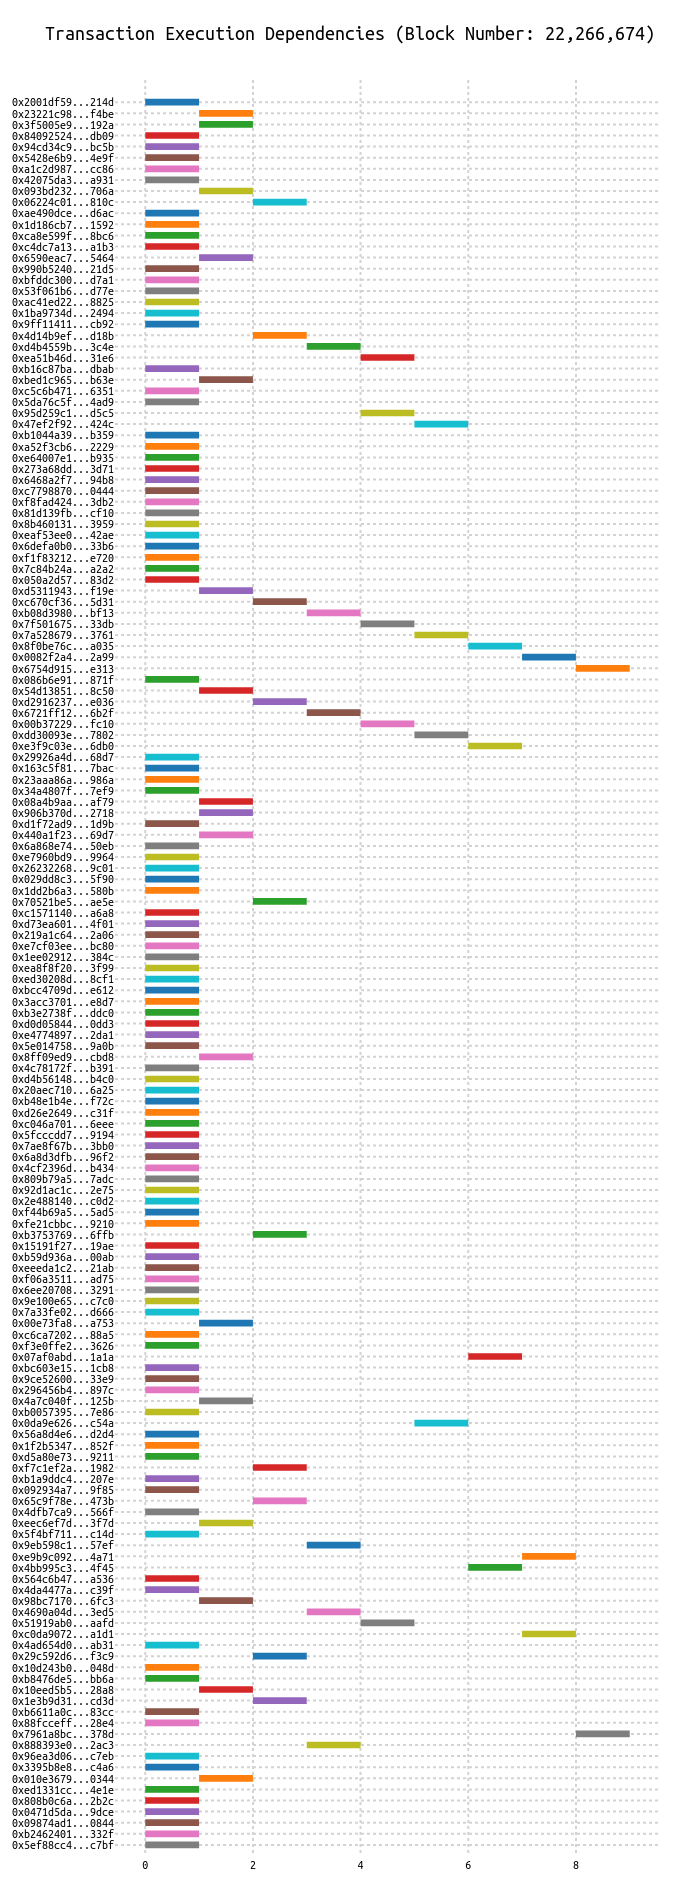 Transaction Execution Dependencies (Block Number: 22,266,674)
0x2001df59...214d
0x23221c98...f4be
0x3f5005e9...192a
0x84092524...db09
0x94cd34c9...bc5b
0x5428e6b9...4e9f
0xa1c2d987...cc86
0x42075da3...a931
0x093bd232...706a
0x06224c01...810c
0xae490dce...d6ac
0x1d186cb7...1592
0xca8e599f...8bc6
0xc4dc7a13...a1b3
0x6590eac7...5464
0x990b5240...21d5
0xbfddc300...d7a1
0x53f061b6...d77e
0xac41ed22...8825
0x1ba9734d...2494
0x9ff11411...cb92
0x4d14b9ef...d18b
0xd4b4559b...3c4e
0xea51b46d...31e6
0xb16c87ba...dbab
0xbed1c965...b63e
0xc5c6b471...6351
0x5da76c5f...4ad9
0x95d259c1...d5c5
0x47ef2f92...424c
0xb1044a39...b359
0xa52f3cb6...2229
0xe64007e1...b935
0x273a68dd...3d71
0x6468a2f7...94b8
0xc7798870...0444
0xf8fad424...3db2
0x81d139fb...cf10
0x8b460131...3959
0xeaf53ee0...42ae
0x6defa0b0...33b6
0xf1f83212...e720
0x7c84b24a...a2a2
0x050a2d57...83d2
0xd5311943...f19e
0xc670cf36...5d31
0xb08d3980...bf13
0x7f501675...33db
0x7a528679...3761
0x8f0be76c...a035
0x0082f2a4...2a99
0x6754d915...e313
0x086b6e91...871f
0x54d13851...8c50
0xd2916237...e036
0x6721ff12...6b2f
0x00b37229...fc10
0xdd30093e...7802
0xe3f9c03e...6db0
0x29926a4d...68d7
0x163c5f81...7bac
0x23aaa86a...986a
0x34a4807f...7ef9
0x08a4b9aa...af79
0x906b370d...2718
0xd1f72ad9...1d9b
0x440a1f23...69d7
0x6a868e74...50eb
0xe7960bd9...9964
0x26232268...9c01
0x029dd8c3...5f90
0x1dd2b6a3...580b
0x70521be5...ae5e
0xc1571140...a6a8
0xd73ea601...4f01
0x219a1c64...2a06
0xe7cf03ee...bc80
0x1ee02912...384c
0xea8f8f20...3f99
0xed30208d...8cf1
0xbcc4709d...e612
0x3acc3701...e8d7
0xb3e2738f...ddc0
0xd0d05844...0dd3
0xe4774897...2da1
0x5e014758...9a0b
0x8ff09ed9...cbd8
0x4c78172f...b391
0xd4b56148...b4c0
0x20aec710...6a25
0xb48e1b4e...f72c
0xd26e2649...c31f
0xc046a701...6eee
0x5fcccdd7...9194
0x7ae8f67b...3bb0
0x6a8d3dfb...96f2
0x4cf2396d...b434
0x809b79a5...7adc
0x92d1ac1c...2e75
0x2e488140...c0d2
0xf44b69a5...5ad5
0xfe21cbbc...9210
0xb3753769...6ffb
0x15191f27...19ae
0xb59d936a...00ab
0xeeeda1c2...21ab
0xf06a3511...ad75
0x6ee20708...3291
0x9e100e65...c7c0
0x7a33fe02...d666
0x00e73fa8...a753
0xc6ca7202...88a5
0xf3e0ffe2...3626
0x07af0abd...1a1a
0xbc603e15...1cb8
0x9ce52600...33e9
0x296456b4...897c
0x4a7c040f...125b
0xb0057395...7e86
0x0da9e626...c54a
0x56a8d4e6...d2d4
0x1f2b5347...852f
0xd5a80e73...9211
0xf7c1ef2a...1982
0xb1a9ddc4...207e
0x092934a7...9f85
0x65c9f78e...473b
0x4dfb7ca9...566f
0xeec6ef7d...3f7d
0x5f4bf711...c14d
0x9eb598c1...57ef
0xe9b9c092...4a71
0x4bb995c3...4f45
0x564c6b47...a536
0x4da4477a...c39f
0x98bc7170...6fc3
0x4690a04d...3ed5
0x51919ab0...aafd
0xc0da9072...a1d1
0x4ad654d0...ab31
0x29c592d6...f3c9
0x10d243b0...048d
0xb8476de5...bb6a
0x10eed5b5...28a8
0x1e3b9d31...cd3d
0xb6611a0c...83cc
0x88fcceff...28e4
0x7961a8bc...378d
0x888393e0...2ac3
0x96ea3d06...c7eb
0x3395b8e8...c4a6
0x010e3679...0344
0xed1331cc...4e1e
0x808b0c6a...2b2c
0x0471d5da...9dce
0x09874ad1...0844
0xb2462401...332f
0x5ef88cc4...c7bf
0 2 4 6 8